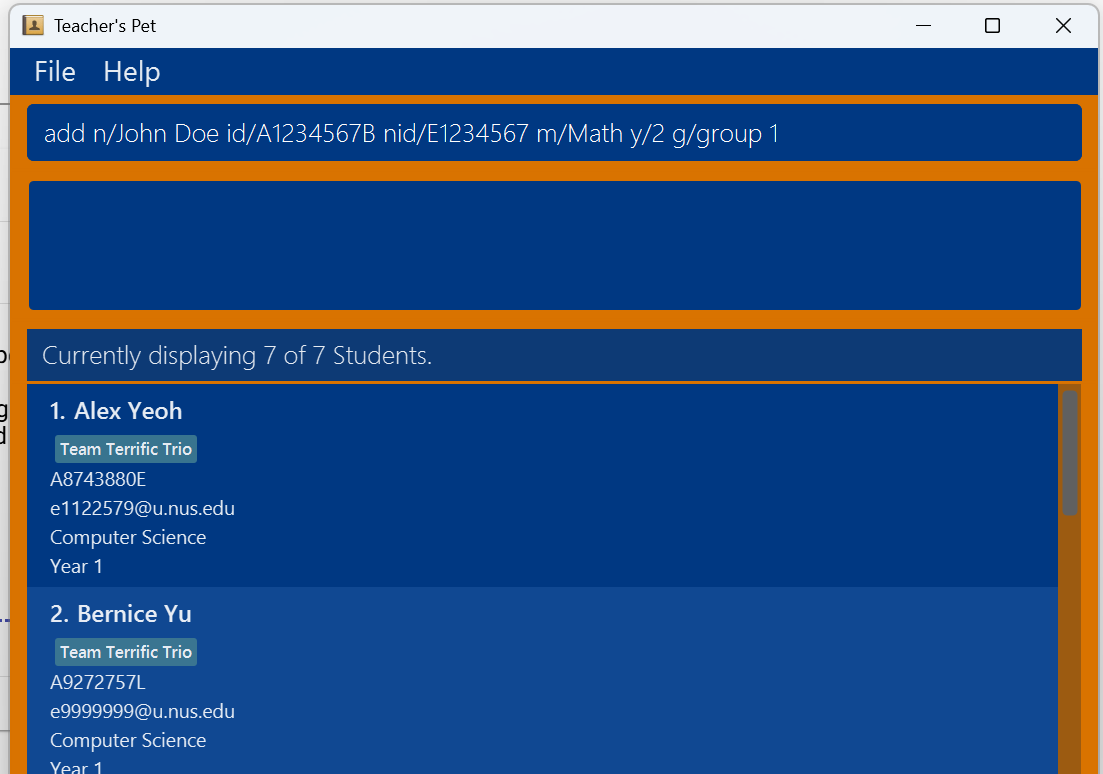 Teacher's Pet
File Help
add n/John Doe id/A1234567B nid/E1234567 m/Math y/2 g/group 1
Currently displaying 7 of 7 Students.
1. Alex Yeoh
Team Terrific Trio
A8743880E
e1122579@u.nus.edu
Computer Science
Year 1
2. Bernice Yu
Team Terrific Trio
A9272757L
e9999999@u.nus.edu
Computer Science
Year 1